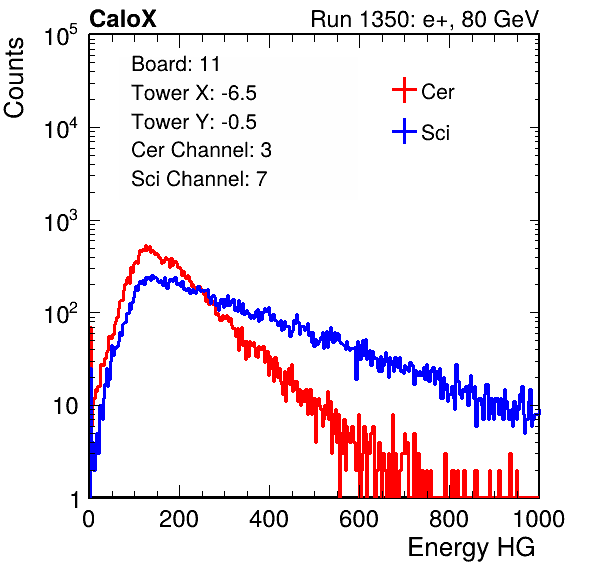 CaloX Run 1350: e+, 80 GeV
Counts
Board: 11
Tower X: -6.5
Tower Y: -0.5
Cer Channel: 3
Sci Channel: 7
Cer
Sci
10^5
10^4
10^3
10^2
10
1
0 200 400 600 800 1000
Energy HG